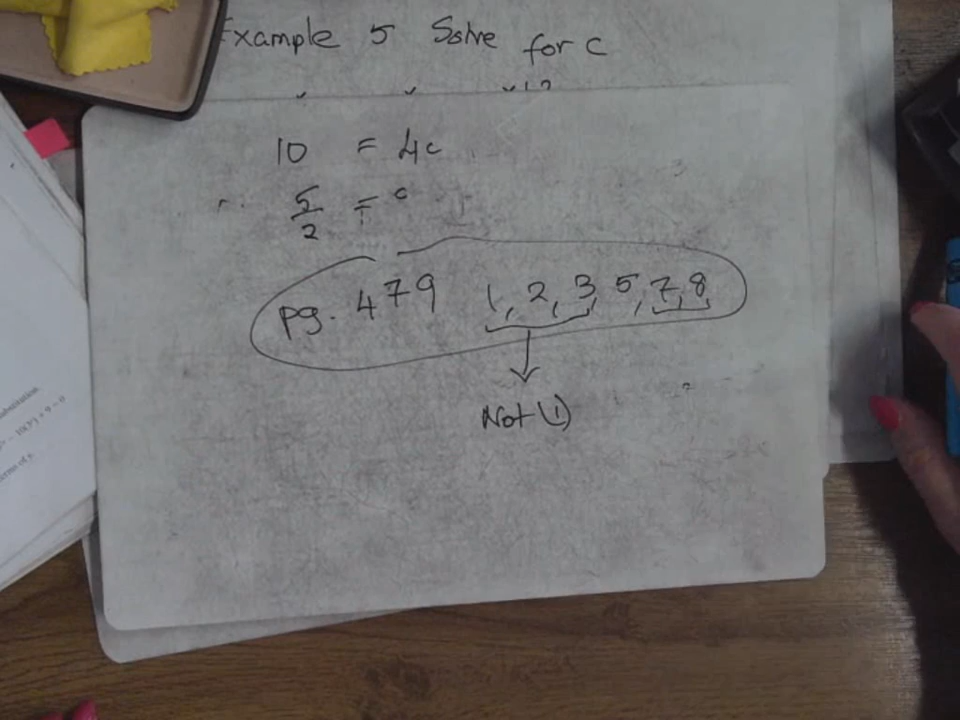 Example 5 Solve for c
10 = 4c
∴ 5/2 = c
pg. 479 1, 2, 3, 5, 7, 8
Not (1)